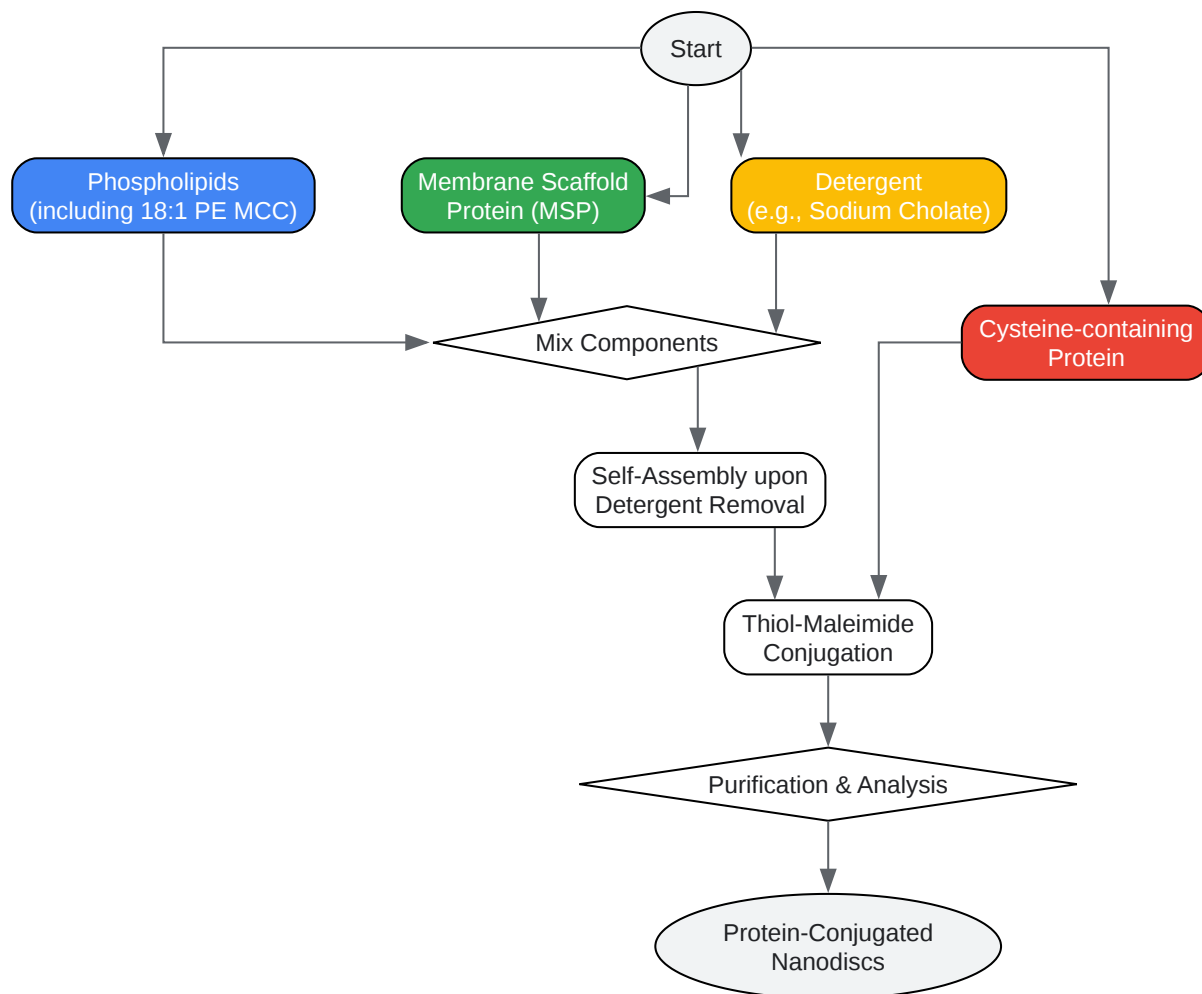 Start
Phospholipids
(including 18:1 PE MCC)
Membrane Scaffold
Protein (MSP)
Detergent
(e.g., Sodium Cholate)
Cysteine-containing
Protein
Mix Components
Self-Assembly upon
Detergent Removal
Thiol-Maleimide
Conjugation
Purification & Analysis
Protein-Conjugated
Nanodiscs